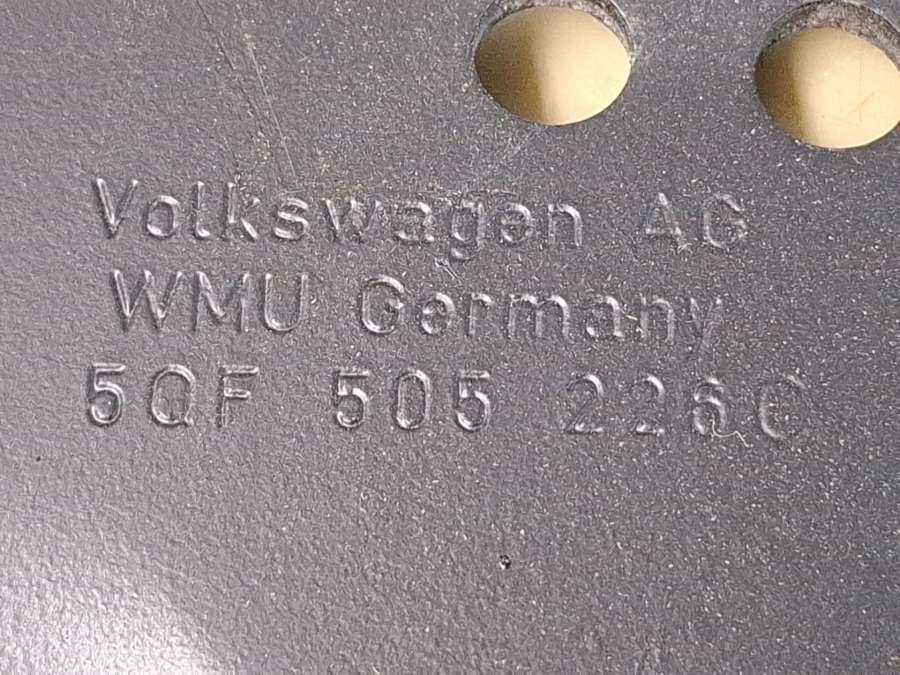 Volkswagen AG
WMU Germany
5QF 505 226C